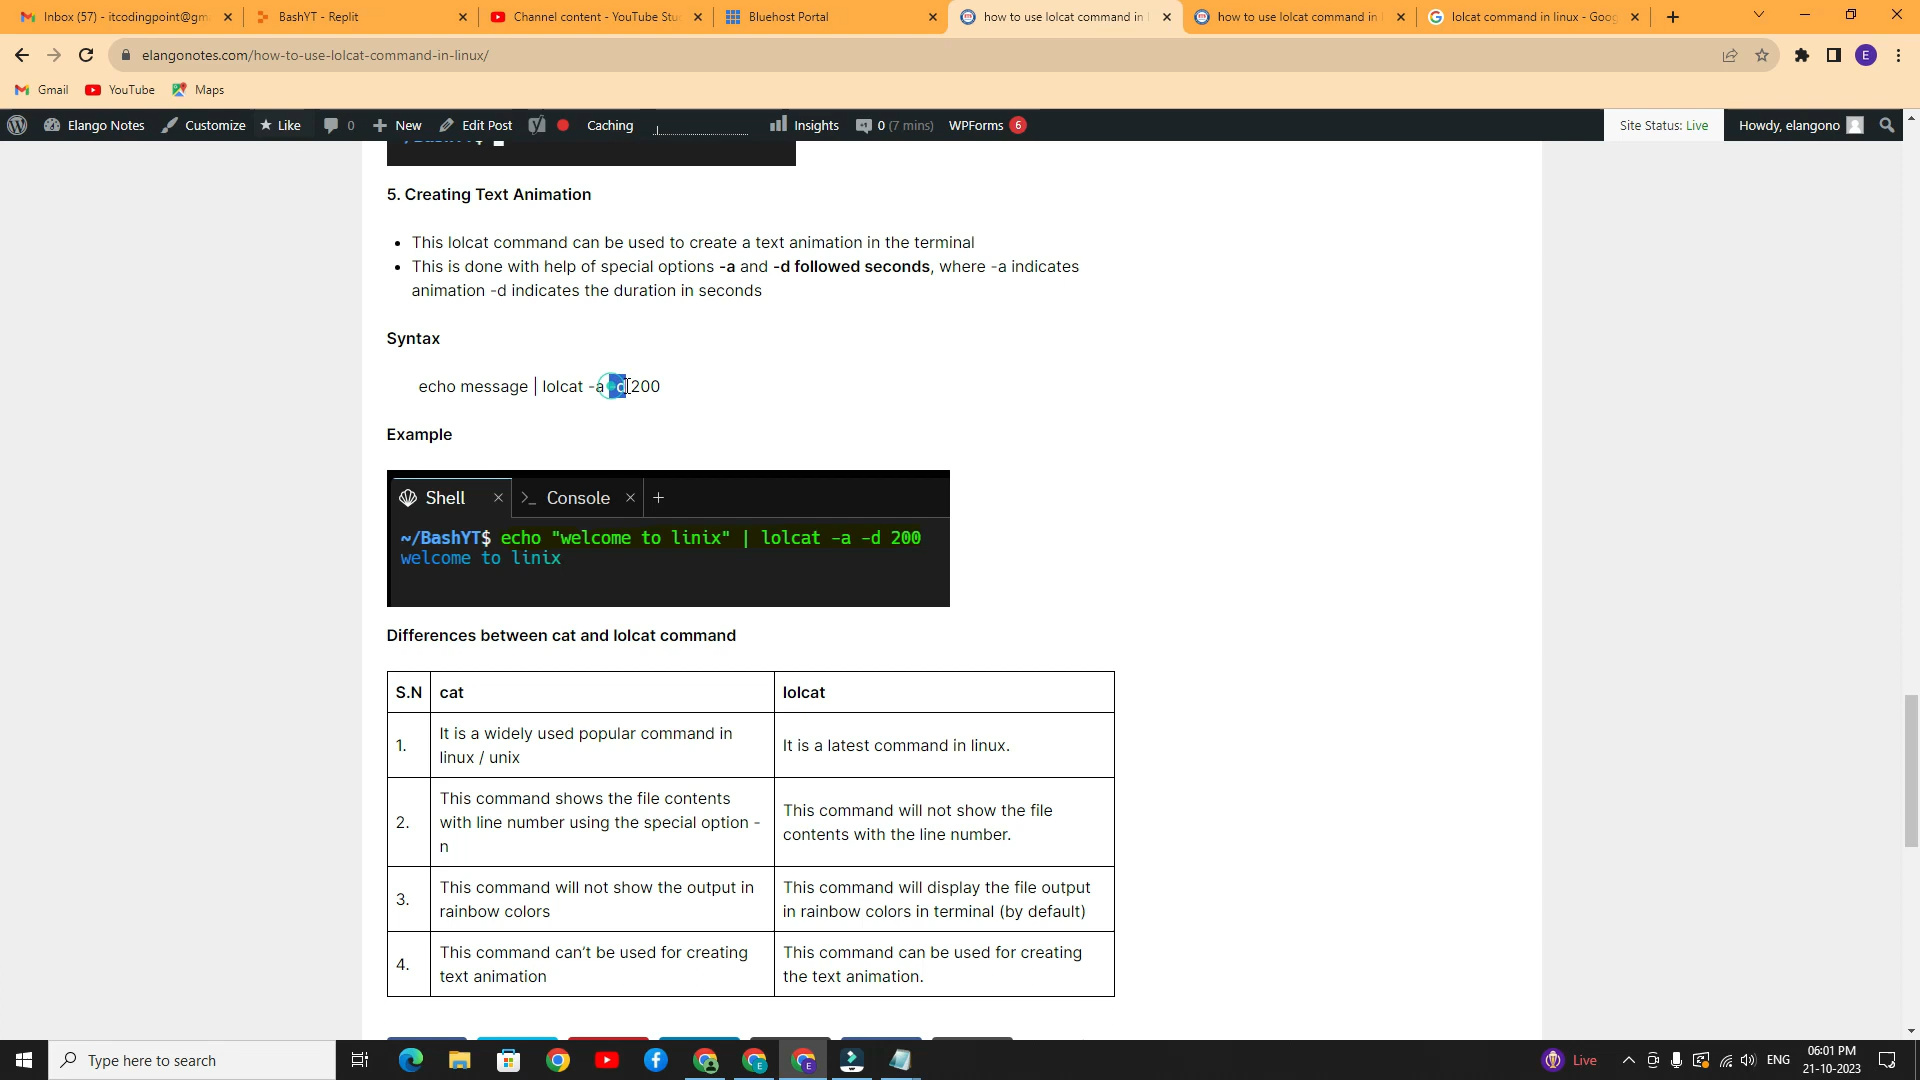 Inbox (57) - itcodingpoint@gm
BashYT - Replit
Channel content - YouTube Stu
Bluehost Portal
how to use lolcat command in l
how to use lolcat command in l
lolcat command in linux - Goog
elangonotes.com/how-to-use-lolcat-command-in-linux/
E
Gmail
YouTube
Maps
Elango Notes
Customize
Like
0
New
Edit Post
Caching
Insights
0 (7 mins)
WPForms 6
Site Status: Live
Howdy, elangono
5. Creating Text Animation
• This lolcat command can be used to create a text animation in the terminal
• This is done with help of special options -a and -d followed seconds, where -a indicates
animation -d indicates the duration in seconds
Syntax
echo message | lolcat -a -d 200
Example
Shell
>_ Console
+
~/BashYT$ echo "welcome to linix" | lolcat -a -d 200
welcome to linix
Differences between cat and lolcat command
S.N
cat
lolcat
1.
It is a widely used popular command in
linux / unix
It is a latest command in linux.
2.
This command shows the file contents
with line number using the special option -
n
This command will not show the file
contents with the line number.
3.
This command will not show the output in
rainbow colors
This command will display the file output
in rainbow colors in terminal (by default)
4.
This command can’t be used for creating
text animation
This command can be used for creating
the text animation.
Type here to search
Live
ENG
06:01 PM
21-10-2023